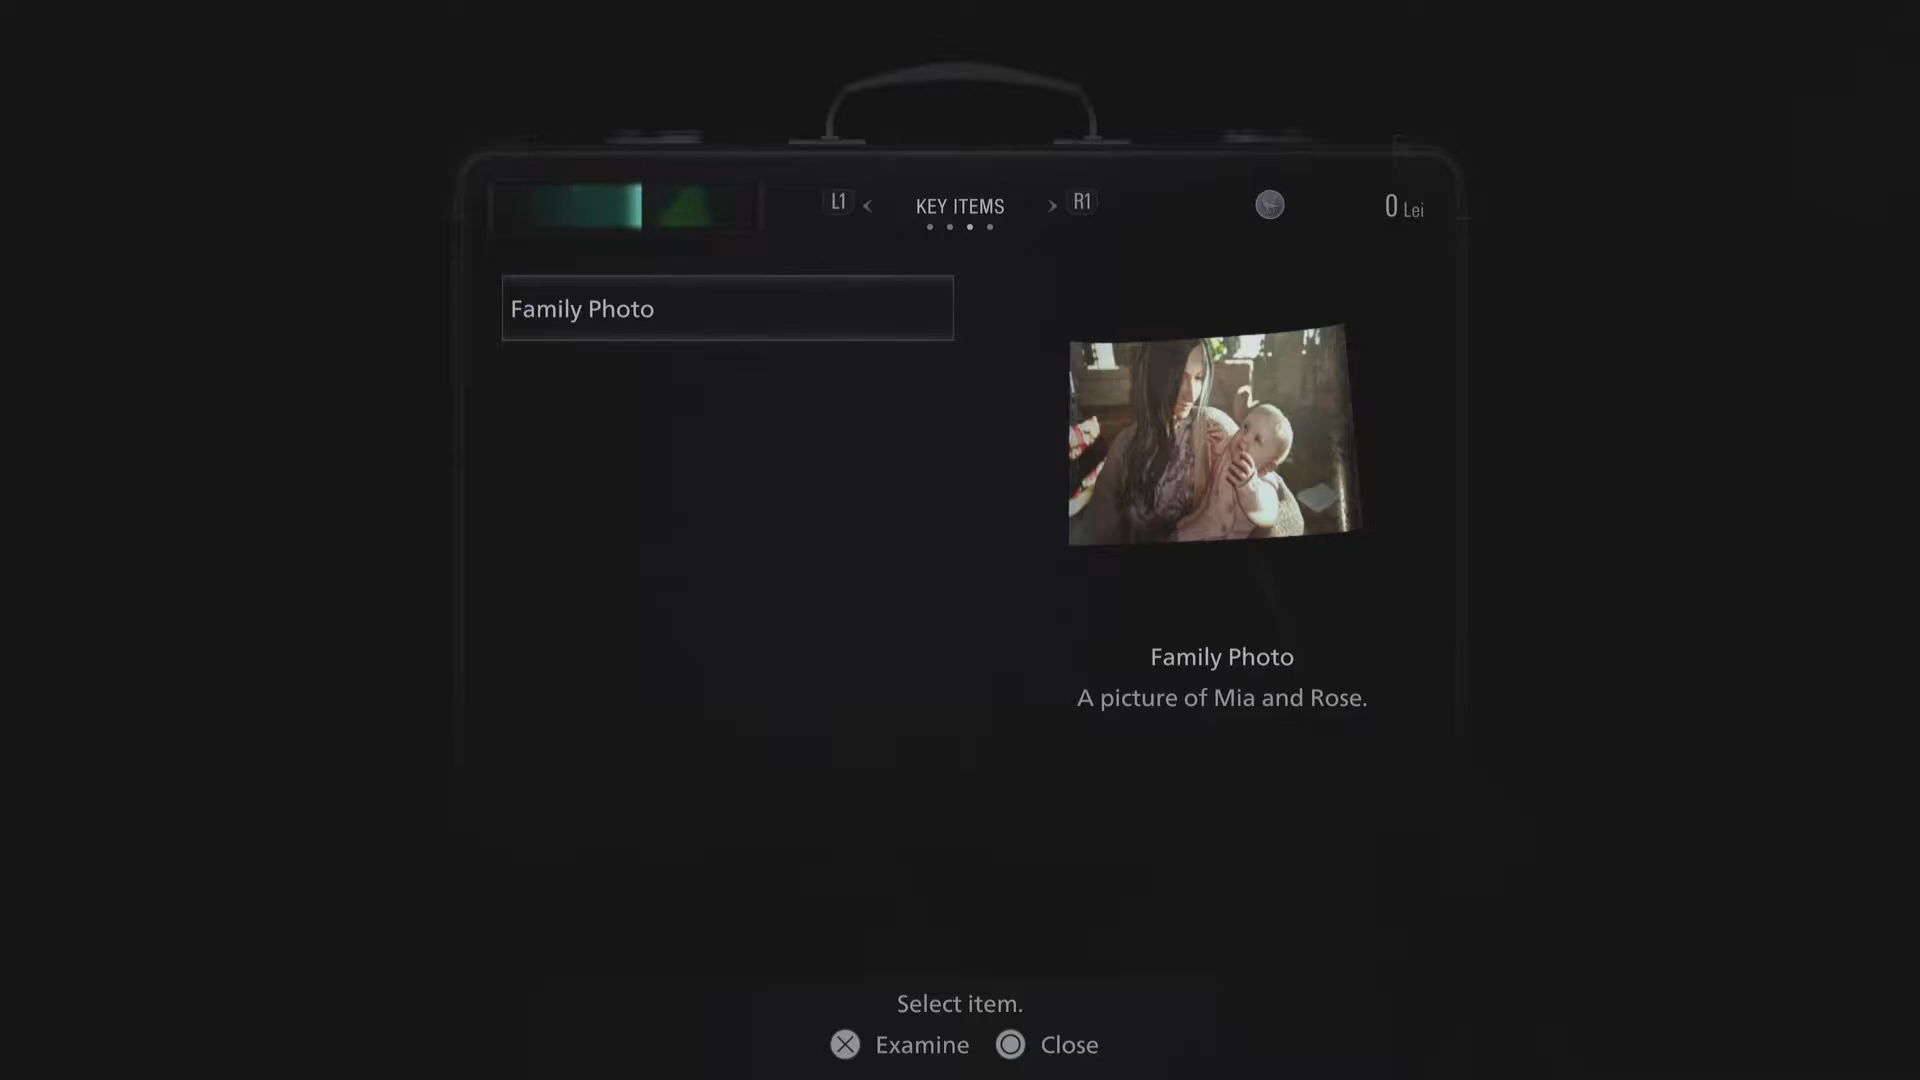 L1
KEY ITEMS
R1
0 Lei
Family Photo
Family Photo
A picture of Mia and Rose.
Select item.
Examine
Close